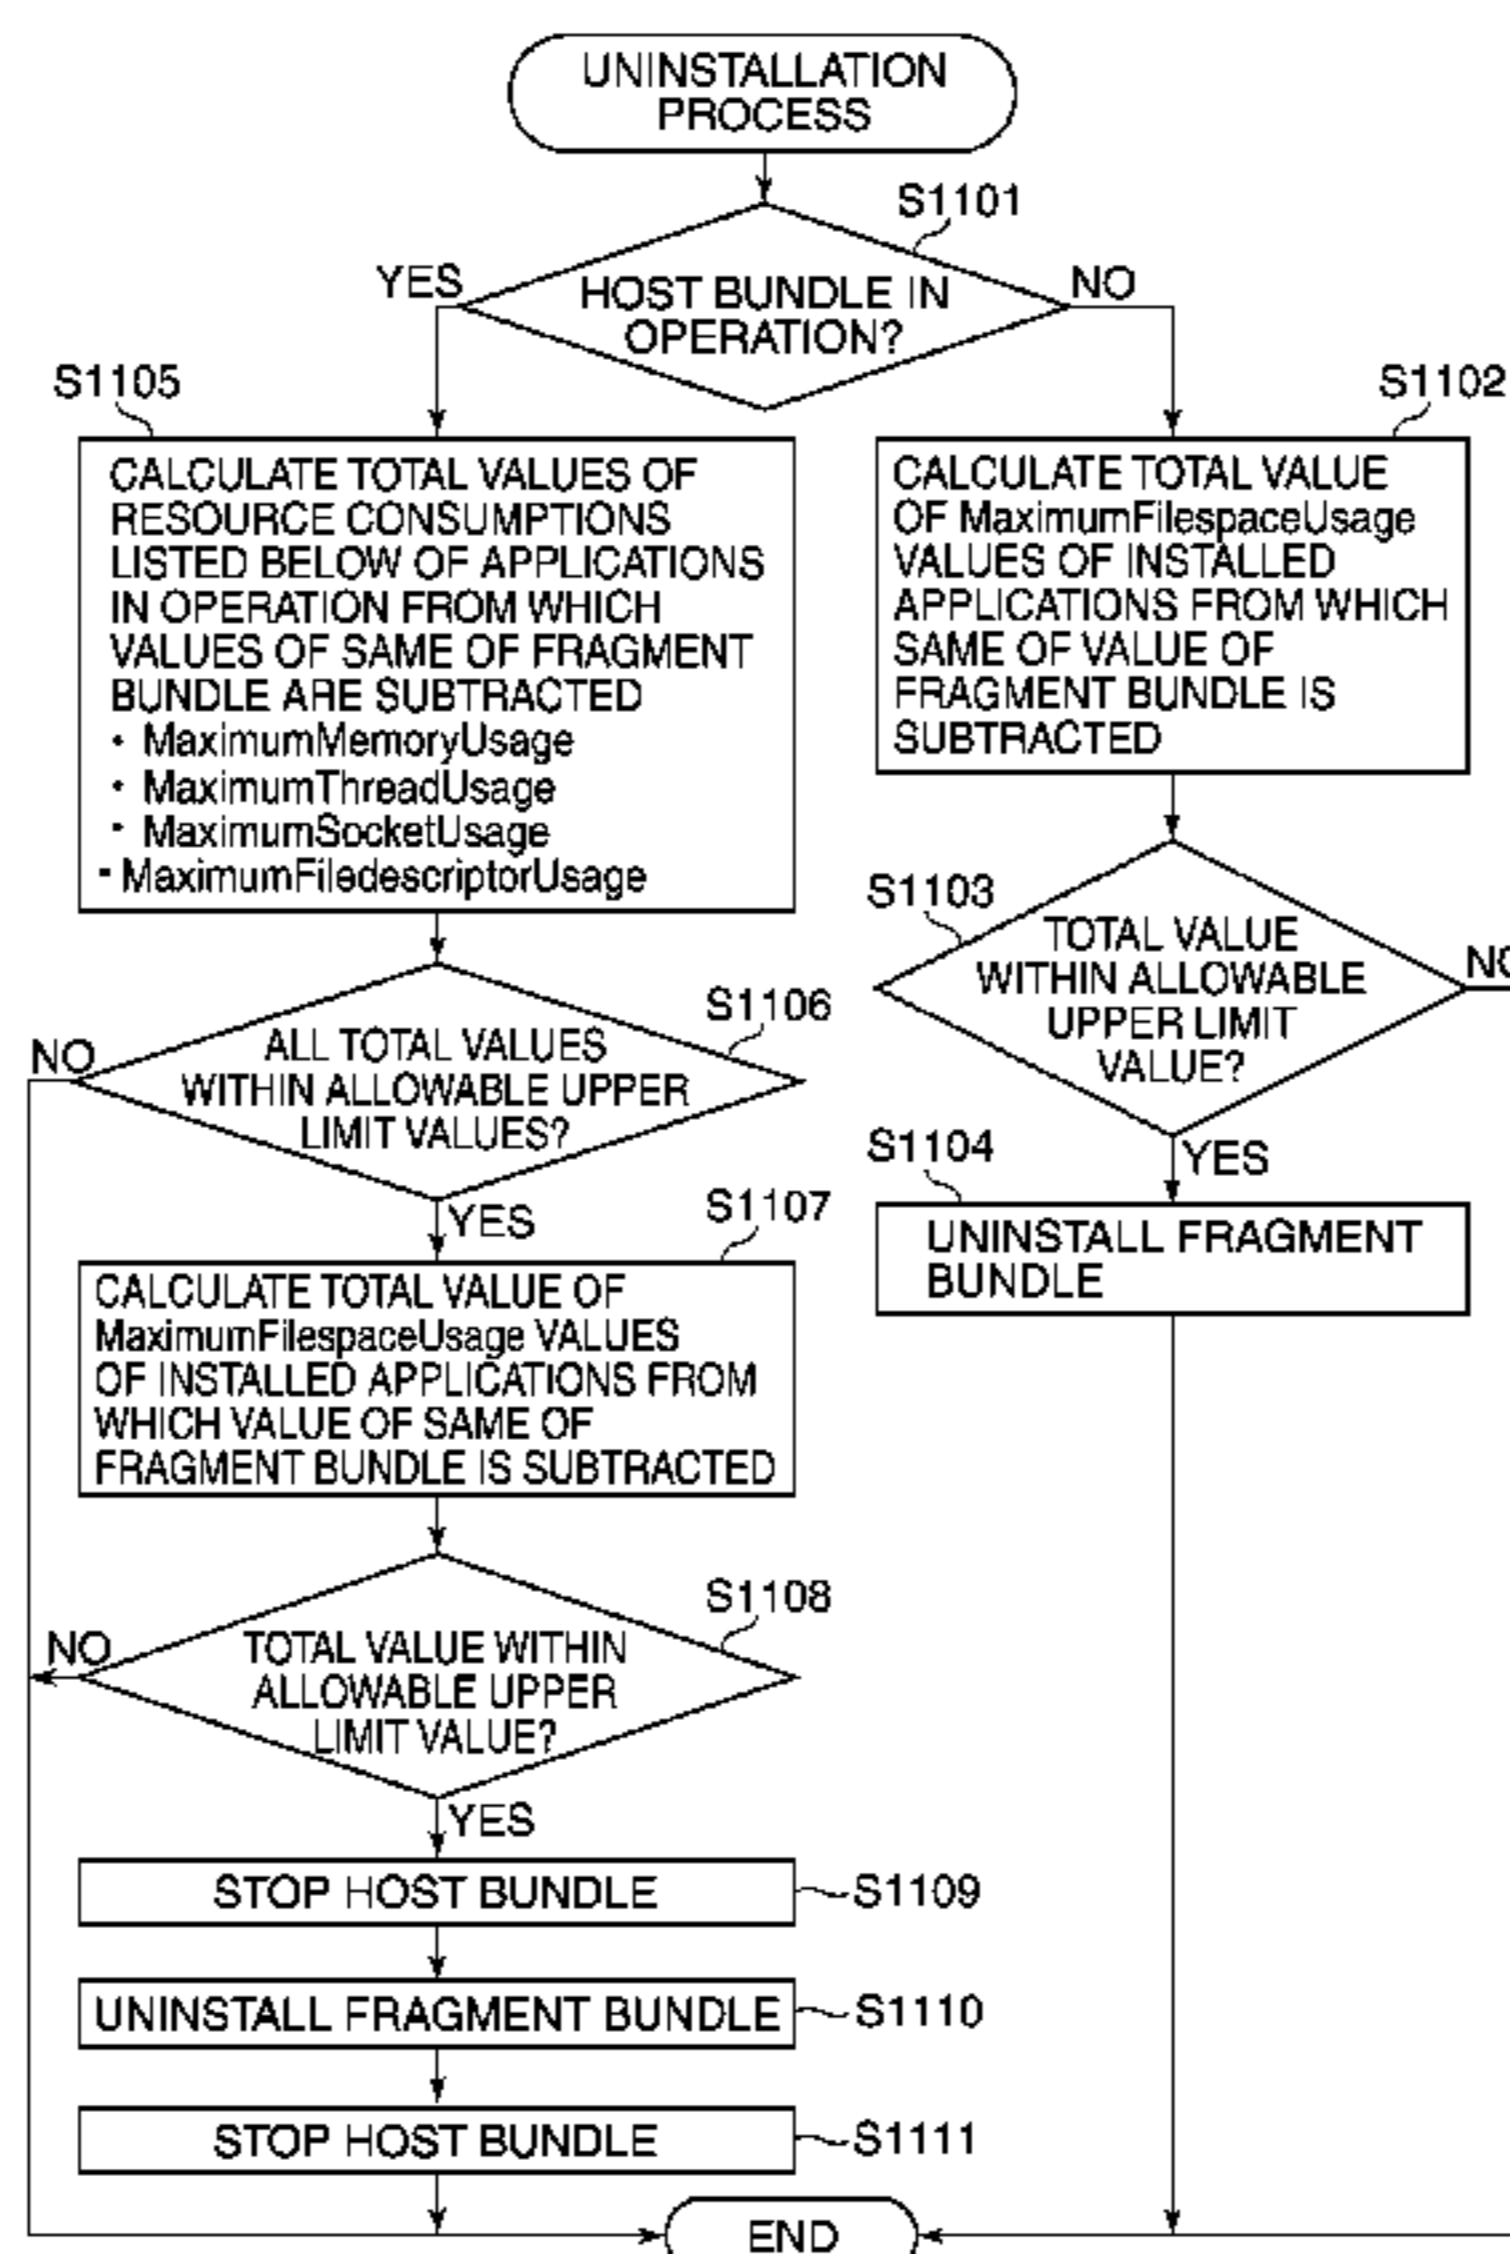 UNINSTALLATION
PROCESS
S1101
YES
HOST BUNDLE IN
OPERATION?
NO
S1105
CALCULATE TOTAL VALUES OF
RESOURCE CONSUMPTIONS
LISTED BELOW OF APPLICATIONS
IN OPERATION FROM WHICH
VALUES OF SAME OF FRAGMENT
BUNDLE ARE SUBTRACTED
· MaximumMemoryUsage
· MaximumThreadUsage
· MaximumSocketUsage
· MaximumFiledescriptorUsage
S1102
CALCULATE TOTAL VALUE
OF MaximumFilespaceUsage
VALUES OF INSTALLED
APPLICATIONS FROM WHICH
SAME OF VALUE OF
FRAGMENT BUNDLE IS
SUBTRACTED
S1103
TOTAL VALUE
WITHIN ALLOWABLE
UPPER LIMIT
VALUE?
NO
YES
S1104
UNINSTALL FRAGMENT
BUNDLE
S1106
NO
ALL TOTAL VALUES
WITHIN ALLOWABLE UPPER
LIMIT VALUES?
YES
S1107
CALCULATE TOTAL VALUE OF
MaximumFilespaceUsage VALUES
OF INSTALLED APPLICATIONS FROM
WHICH VALUE OF SAME OF
FRAGMENT BUNDLE IS SUBTRACTED
S1108
NO
TOTAL VALUE WITHIN
ALLOWABLE UPPER
LIMIT VALUE?
YES
STOP HOST BUNDLE
S1109
UNINSTALL FRAGMENT BUNDLE
S1110
STOP HOST BUNDLE
S1111
END